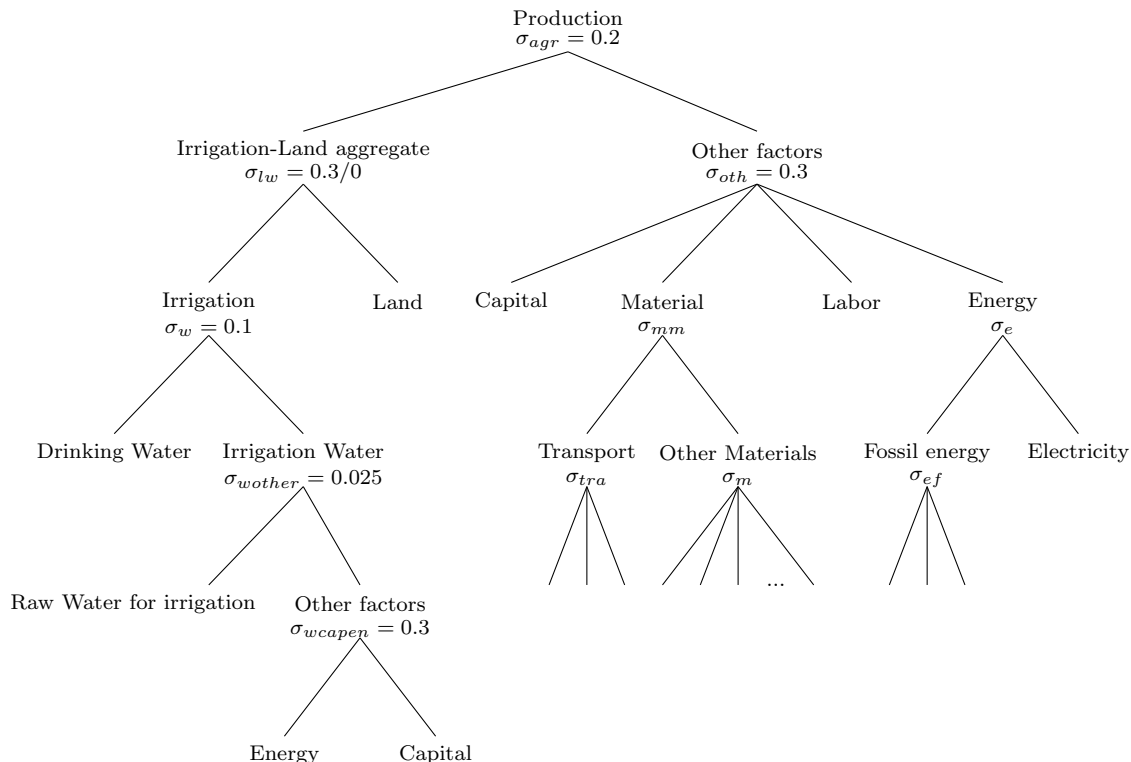 Production
σ_agr = 0.2
Irrigation-Land aggregate
σ_lw = 0.3/0
Other factors
σ_oth = 0.3
Irrigation
σ_w = 0.1
Land
Capital
Material
σ_mm
Labor
Energy
σ_e
Drinking Water
Irrigation Water
σ_wother = 0.025
Transport
σ_tra
Other Materials
σ_m
Fossil energy
σ_ef
Electricity
...
Raw Water for irrigation
Other factors
σ_wcapen = 0.3
Energy
Capital